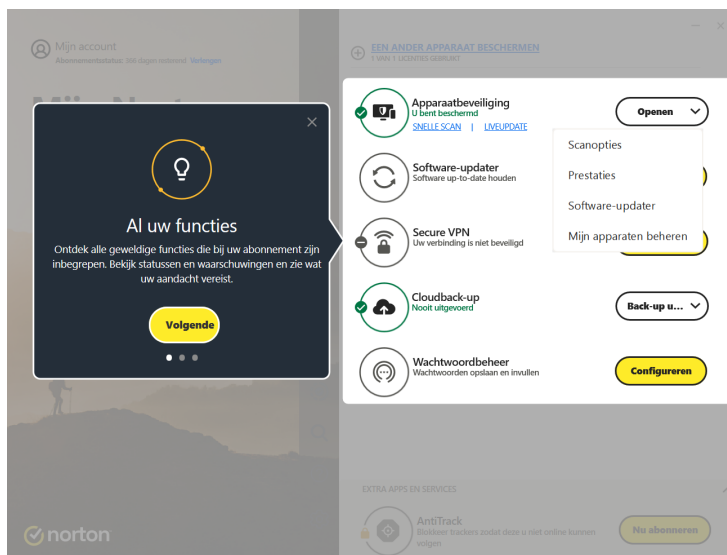 Mijn account
Abonnementsstatus: 398 dagen resterend Verlengen
EEN ANDER APPARAAT BESCHERMEN
1 VAN 1 LICENTIES GEBRUIKT
Al uw functies
Ontdek alle geweldige functies die bij uw abonnement zijn
inbegrepen. Bekijk statussen en waarschuwingen en zie wat
uw aandacht vereist.
Volgende
Apparaatbeveiliging
U bent beschermd
SNELLE SCAN | LIVEUPDATE
Openen
Scanopties
Prestaties
Software-updater
Mijn apparaten beheren
Software-updater
Software up-to-date houden
Secure VPN
Uw verbinding is niet beveiligd
Cloudback-up
Nooit uitgevoerd
Back-up u...
Wachtwoordbeheer
Wachtwoorden opslaan en invullen
Configureren
EXTRA APPS EN SERVICES
AntiTrack
Blokkeer trackers zodat deze u niet online kunnen
volgen
Nu abonneren
norton